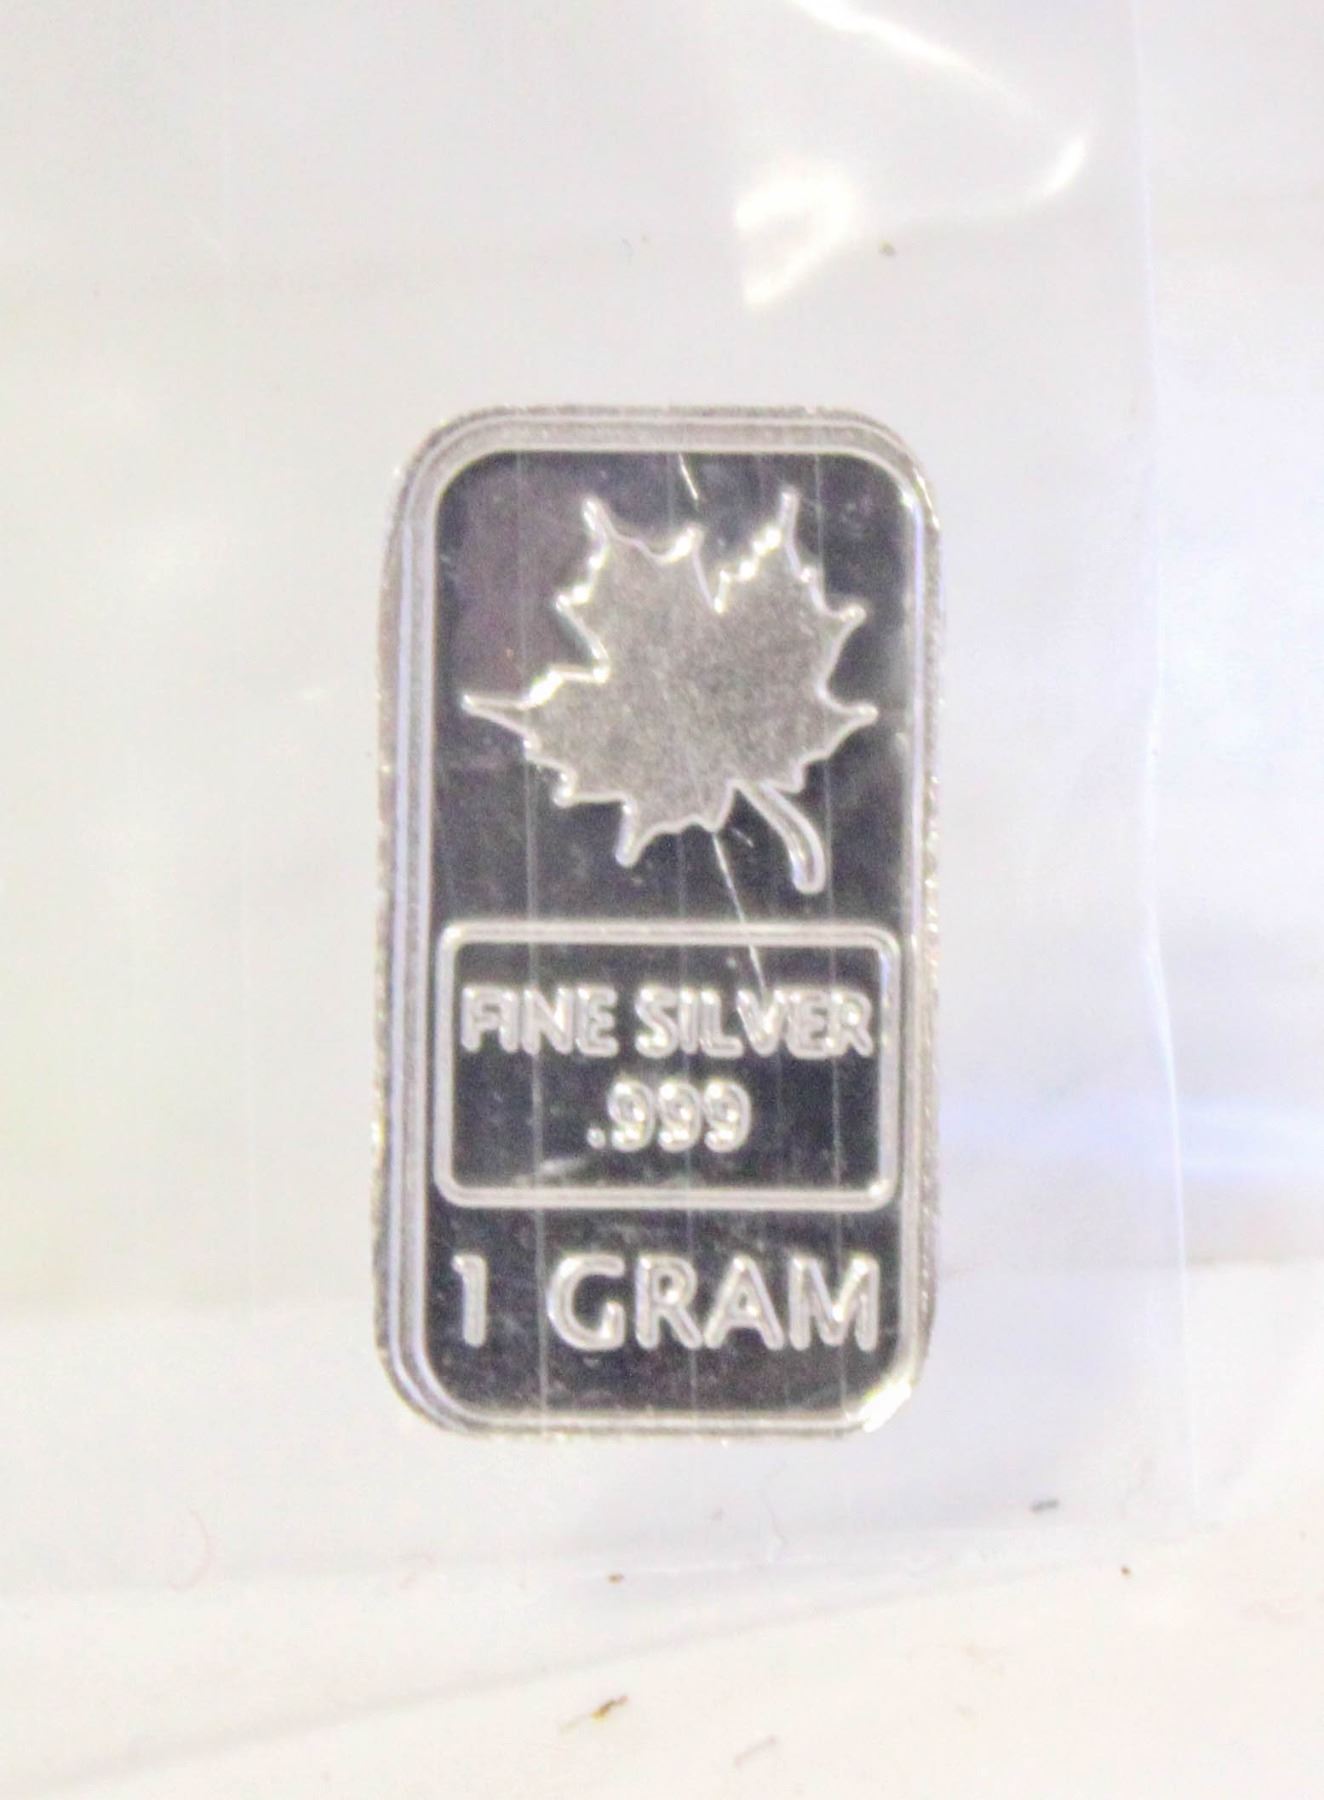 FINE SILVER
.999
1 GRAM